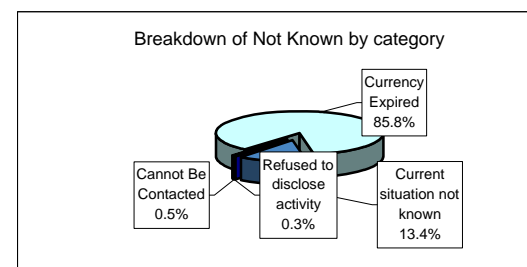 Breakdown of Not Known by category
Currency
Expired
85.8%
Cannot Be
Contacted
0.5%
Refused to
disclose
activity
0.3%
Current
situation not
known
13.4%